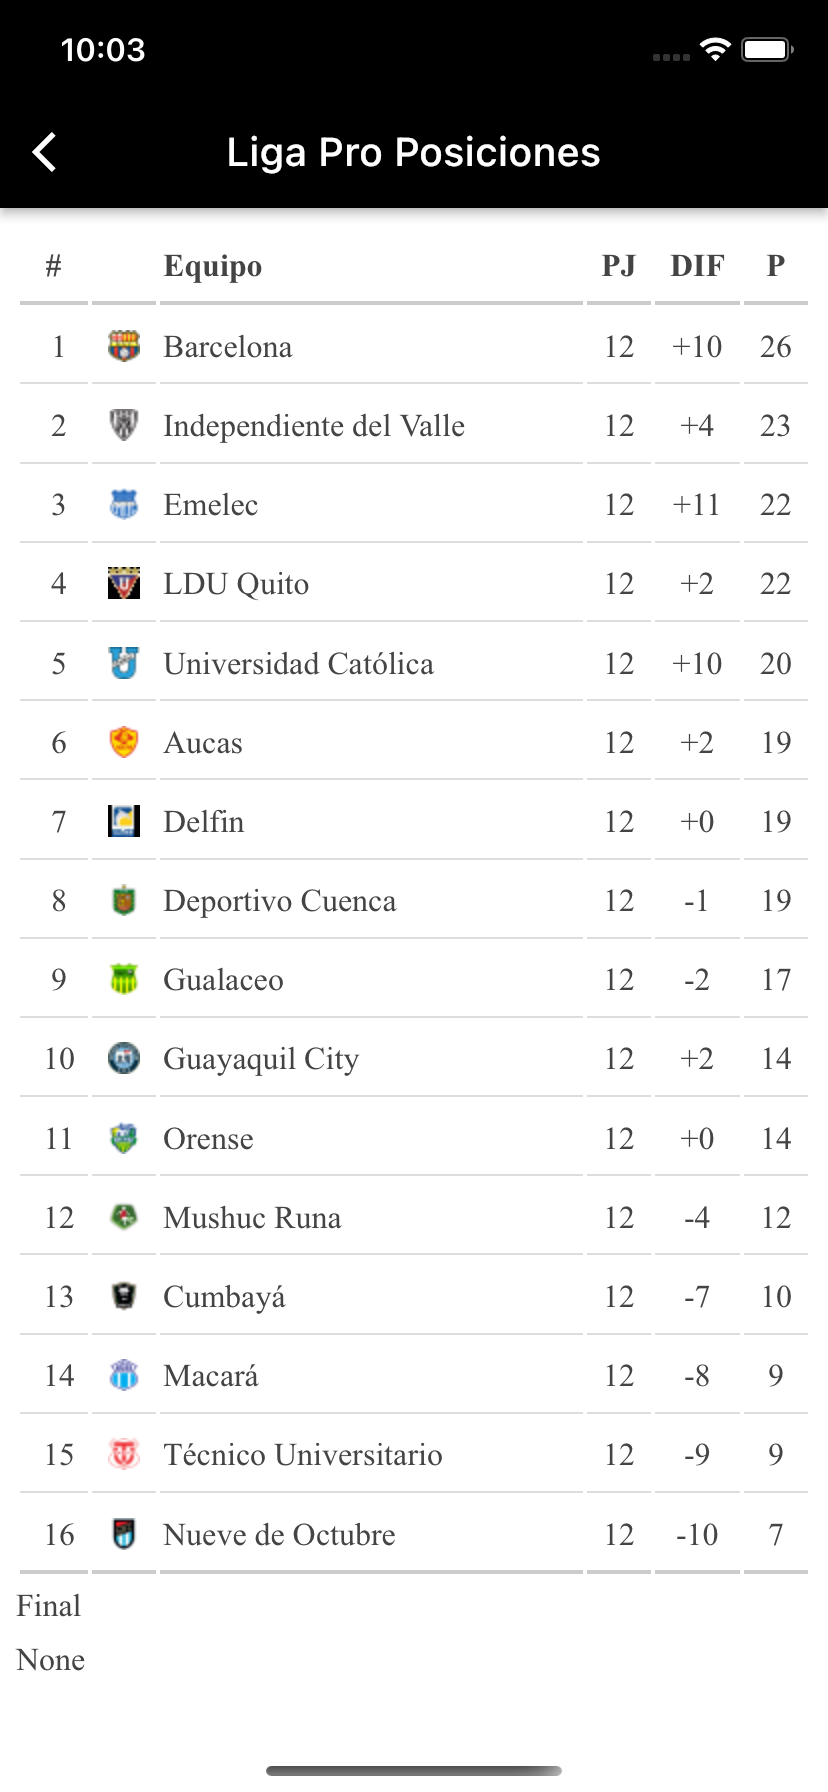 10:03
Liga Pro Posiciones
# Equipo PJ DIF P
1 Barcelona 12 +10 26
2 Independiente del Valle 12 +4 23
3 Emelec 12 +11 22
4 LDU Quito 12 +2 22
5 Universidad Católica 12 +10 20
6 Aucas 12 +2 19
7 Delfin 12 +0 19
8 Deportivo Cuenca 12 -1 19
9 Gualaceo 12 -2 17
10 Guayaquil City 12 +2 14
11 Orense 12 +0 14
12 Mushuc Runa 12 -4 12
13 Cumbayá 12 -7 10
14 Macará 12 -8 9
15 Técnico Universitario 12 -9 9
16 Nueve de Octubre 12 -10 7
Final
None